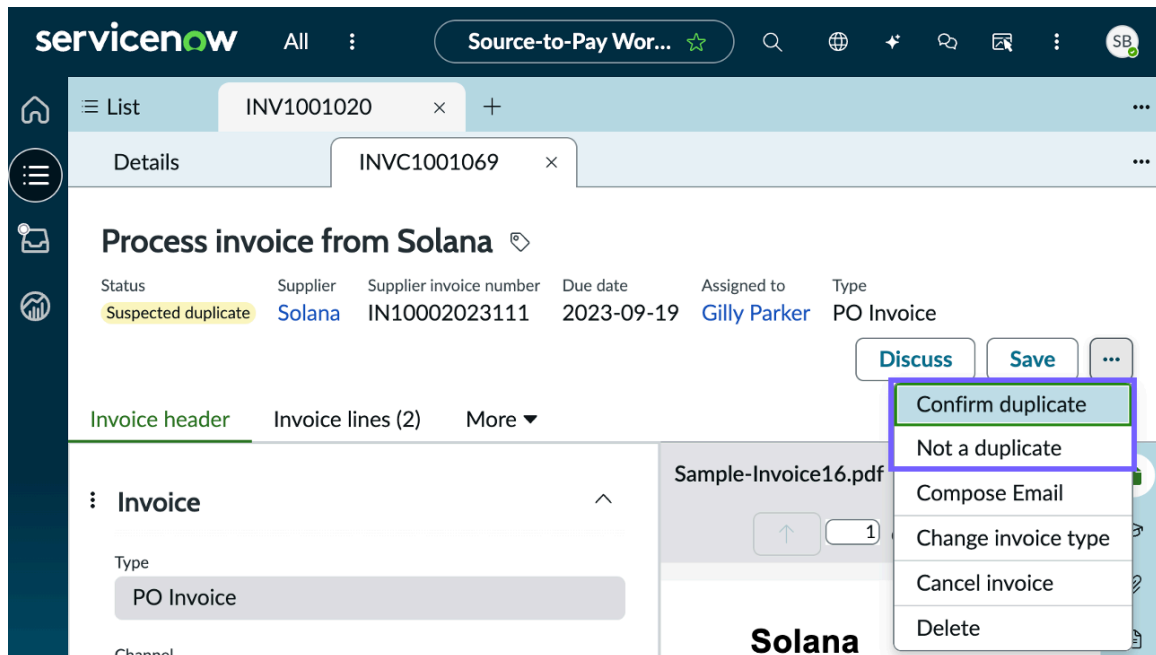 servicenow All Source-to-Pay Wor... SB
List INV1001020
Details INVC1001069
Process invoice from Solana
Status Supplier Supplier invoice number Due date Assigned to Type
Suspected duplicate Solana IN10002023111 2023-09-19 Gilly Parker PO Invoice
Discuss Save
Invoice header Invoice lines (2) More
Confirm duplicate
Not a duplicate
Compose Email
Change invoice type
Cancel invoice
Delete
Invoice
Type
PO Invoice
Channel
Sample-Invoice16.pdf
1
Solana